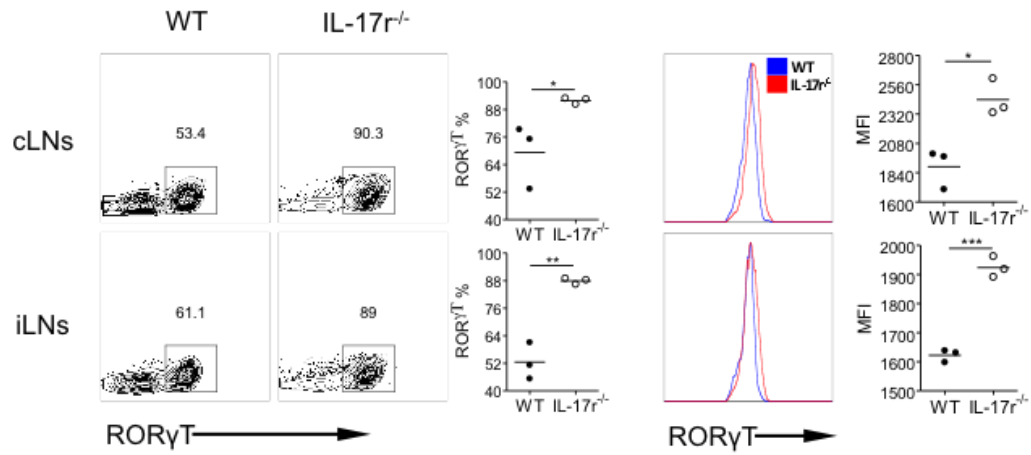 WT IL-17r-/-
cLNs
53.4
90.3
RORγT %
100
88
76
64
52
40
*
WT IL-17r-/-
WT
IL-17r-/-
MFI
2800
2560
2320
2080
1840
1600
*
WT IL-17r-/-
iLNs
61.1
89
RORγT %
100
88
76
64
52
40
**
WT IL-17r-/-
MFI
2000
1900
1800
1700
1600
1500
***
WT IL-17r-/-
RORγT
RORγT